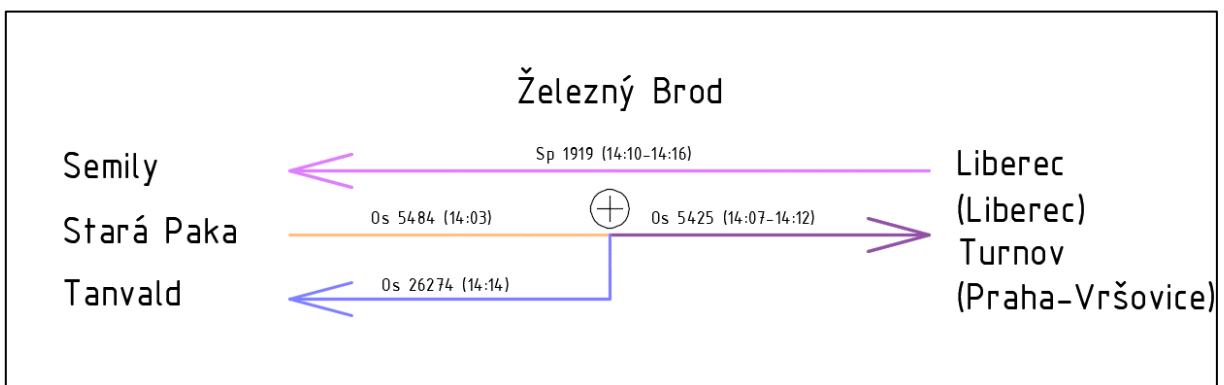 Železný Brod
Semily
Sp 1919 (14:10-14:16)
Liberec
(Liberec)
Stará Paka
Os 5484 (14:03)
Os 5425 (14:07-14:12)
Turnov
Tanvald
Os 26274 (14:14)
(Praha-Vršovice)